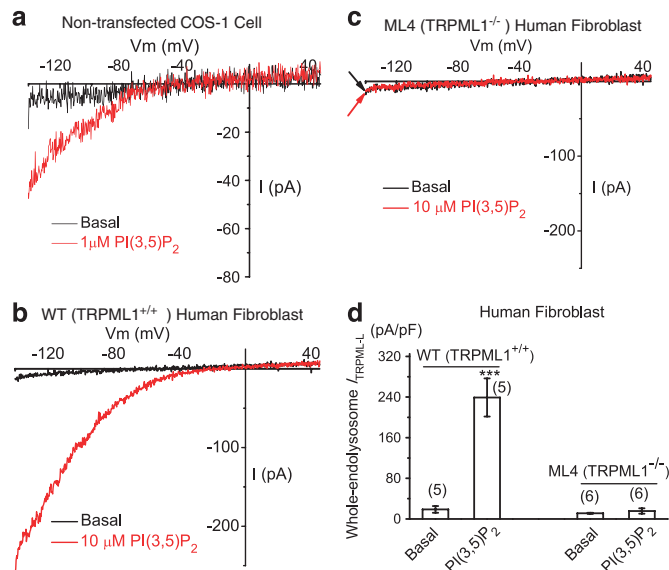 a
Non-transfected COS-1 Cell
Vm (mV)
-120 -80 -40 0 40
-20
-40
-60
-80
I (pA)
Basal
1μM PI(3,5)P2
b
WT (TRPML1+/+) Human Fibroblast
Vm (mV)
-120 -80 -40 0 40
-100
-200
I (pA)
Basal
10 μM PI(3,5)P2
c
ML4 (TRPML1-/-) Human Fibroblast
Vm (mV)
-120 -80 -40 0 40
-100
-200
I (pA)
Basal
10 μM PI(3,5)P2
d
Human Fibroblast
Whole-endolysosome ITRPML-L (pA/pF)
320
240
160
80
0
WT (TRPML1+/+)
***
(5)
(5)
ML4 (TRPML1-/-)
(6)
(6)
Basal
PI(3,5)P2
Basal
PI(3,5)P2